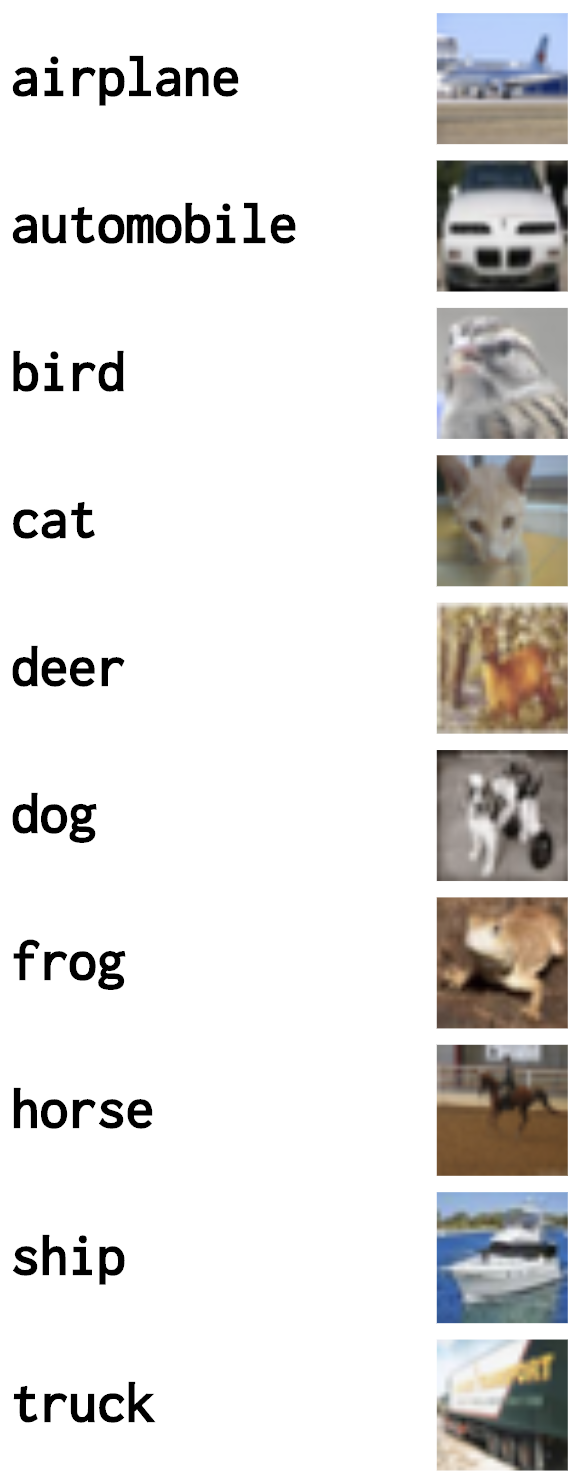 airplane
automobile
bird
cat
deer
dog
frog
horse
ship
truck